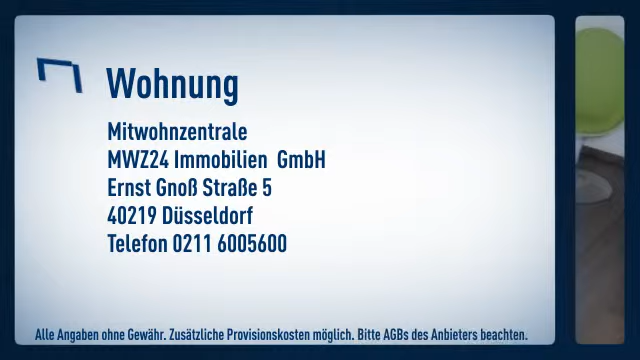 Wohnung
Mitwohnzentrale
MWZ24 Immobilien GmbH
Ernst Gnoß Straße 5
40219 Düsseldorf
Telefon 0211 6005600
Alle Angaben ohne Gewähr. Zusätzliche Provisionskosten möglich. Bitte AGBs des Anbieters beachten.